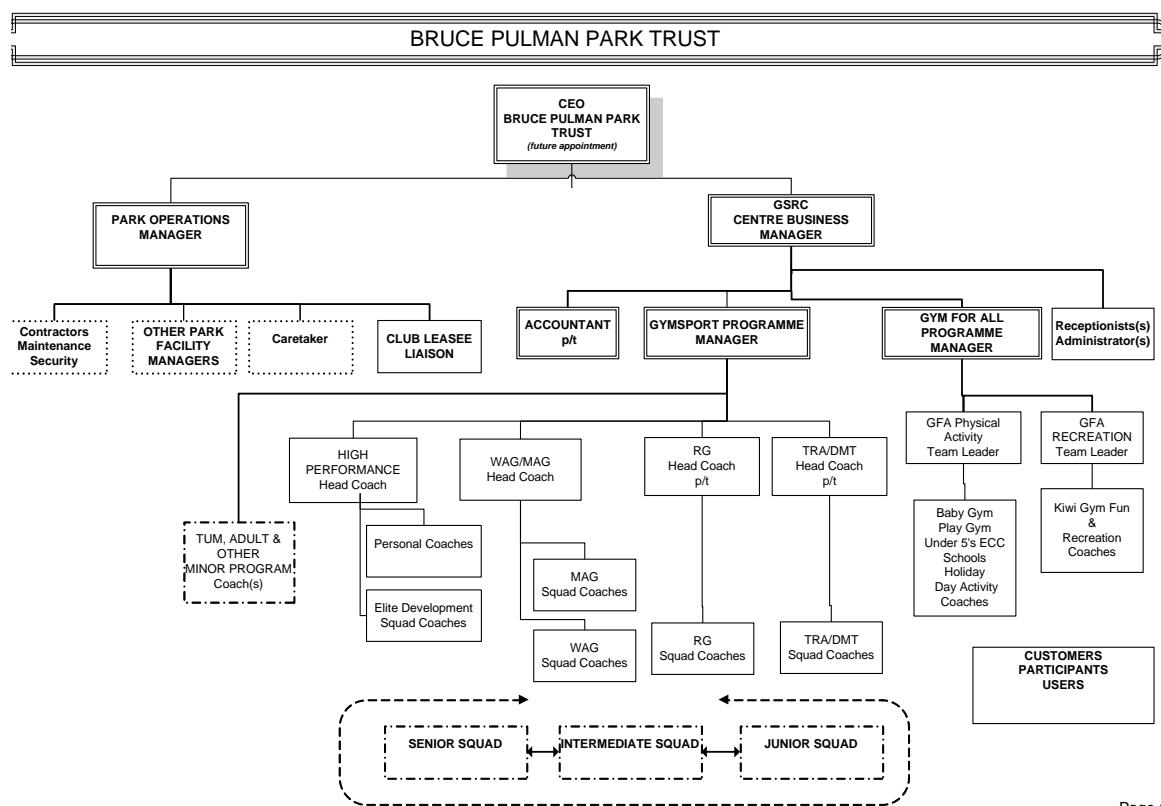 BRUCE PULMAN PARK TRUST
CEO
BRUCE PULMAN PARK
TRUST
(future appointment)
PARK OPERATIONS
MANAGER
GSRC
CENTRE BUSINESS
MANAGER
Contractors
Maintenance
Security
OTHER PARK
FACILITY
MANAGERS
Caretaker
CLUB LEASEE
LIAISON
ACCOUNTANT
p/t
GYMSPORT PROGRAMME
MANAGER
GYM FOR ALL
PROGRAMME
MANAGER
Receptionists(s)
Administrator(s)
HIGH
PERFORMANCE
Head Coach
WAG/MAG
Head Coach
RG
Head Coach
p/t
TRA/DMT
Head Coach
p/t
GFA Physical
Activity
Team Leader
GFA
RECREATION
Team Leader
TUM, ADULT &
OTHER
MINOR PROGRAM
Coach(s)
Personal Coaches
Elite Development
Squad Coaches
MAG
Squad Coaches
WAG
Squad Coaches
RG
Squad Coaches
TRA/DMT
Squad Coaches
Baby Gym
Play Gym
Under 5's ECC
Schools
Holiday
Day Activity
Coaches
Kiwi Gym Fun
&
Recreation
Coaches
CUSTOMERS
PARTICIPANTS
USERS
SENIOR SQUAD
INTERMEDIATE SQUAD
JUNIOR SQUAD
Page